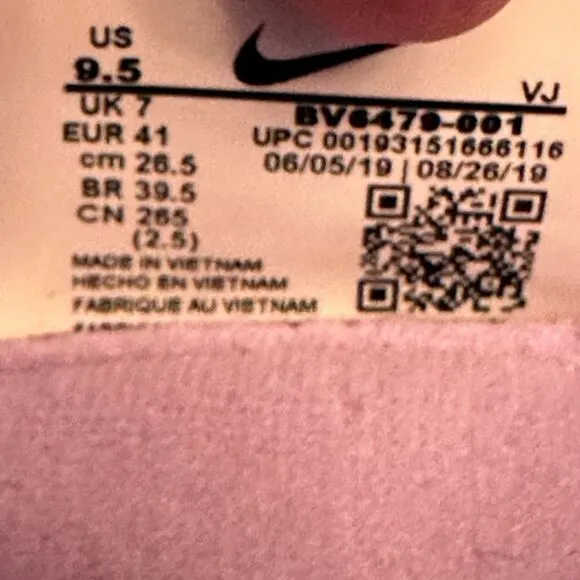 US
9.5
VJ
UK 7
BV6479-001
EUR 41
UPC 00193151666116
cm 26.5
06/05/19 | 08/26/19
BR 39.5
CN 265
(2.5)
MADE IN VIETNAM
HECHO EN VIETNAM
FABRIQUE AU VIETNAM